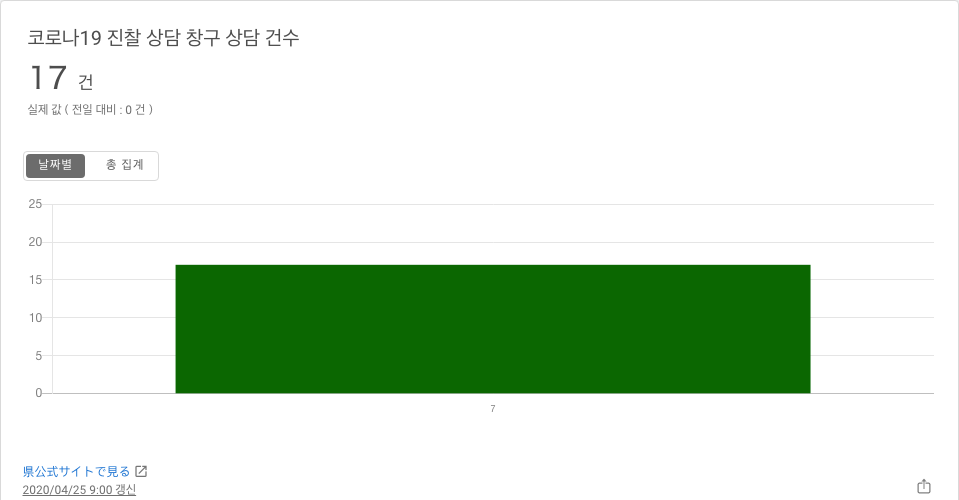 코로나19 진찰 상담 창구 상담 건수
17 건
실제 값 ( 전일 대비 : 0 건 )
날짜별 총 집계
25
20
15
10
5
0
7
県公式サイトで見る
2020/04/25 9:00 갱신